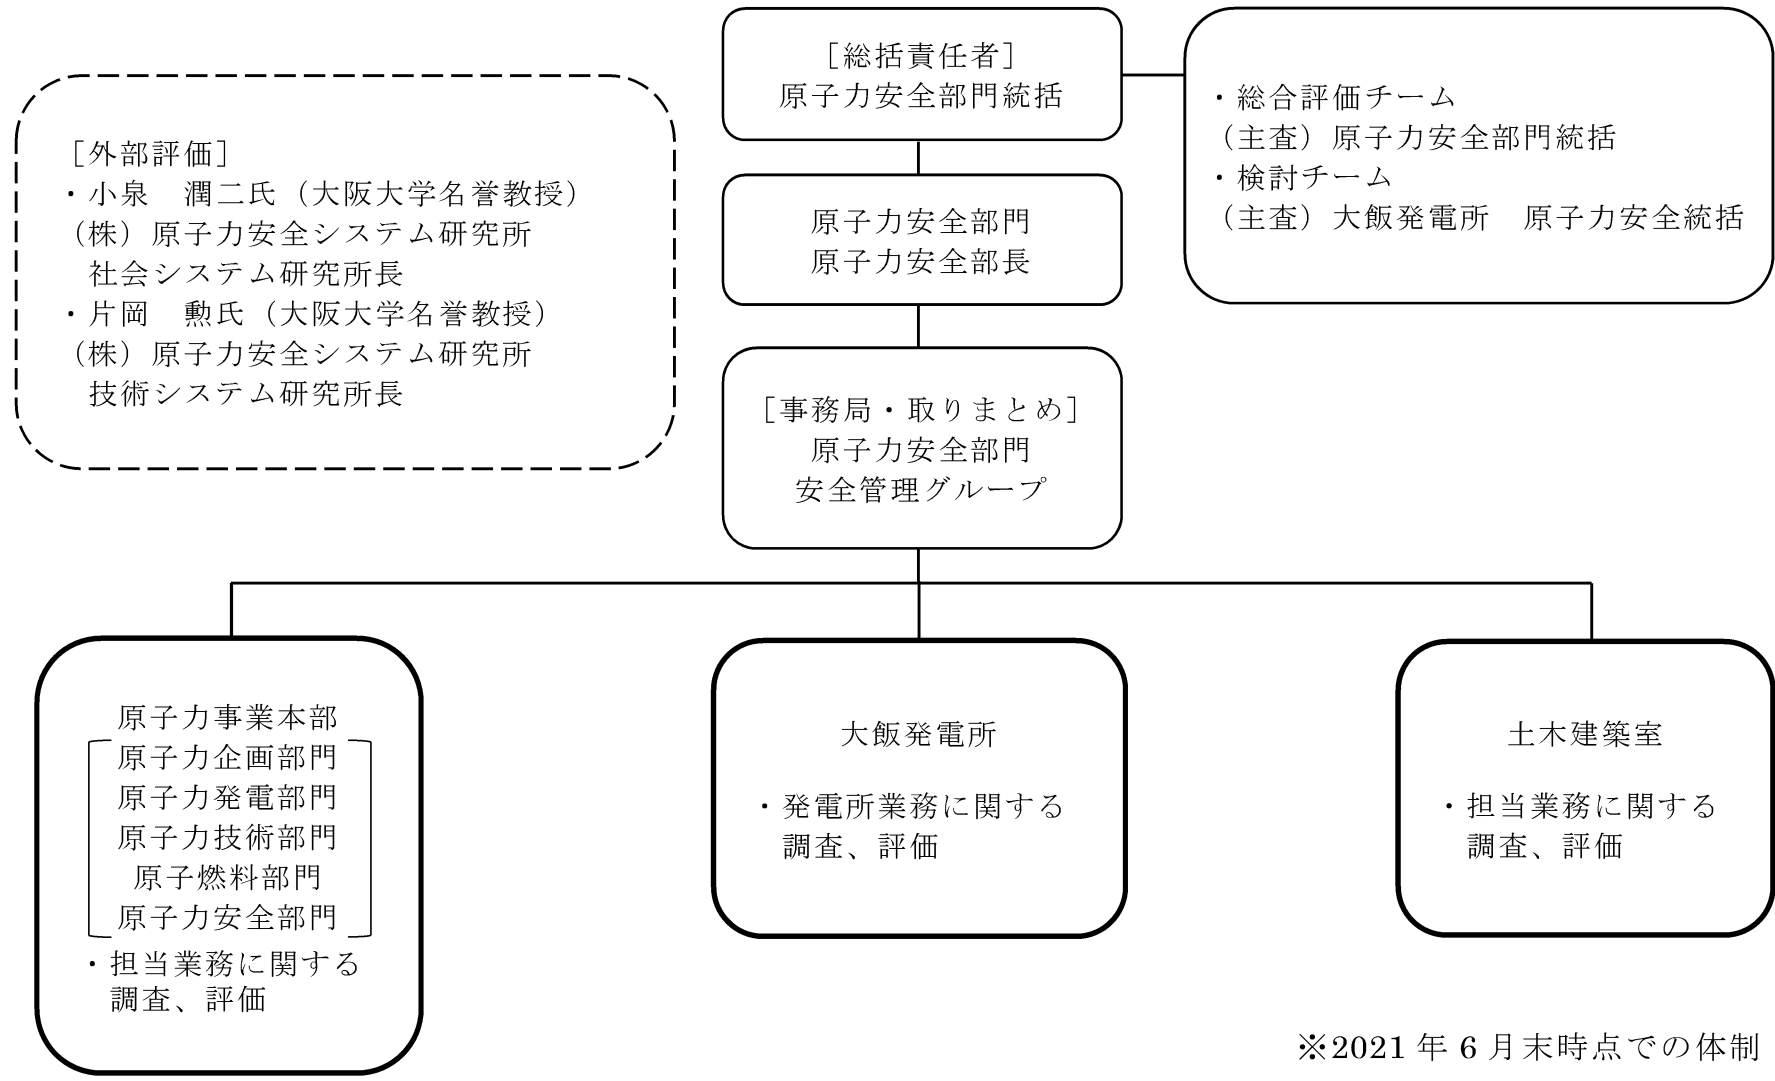 ［総括責任者］
原子力安全部門統括
・総合評価チーム
（主査）原子力安全部門統括
・検討チーム
（主査）大飯発電所　原子力安全統括
［外部評価］
・小泉　潤二氏（大阪大学名誉教授）
（株）原子力安全システム研究所
社会システム研究所長
・片岡　勲氏（大阪大学名誉教授）
（株）原子力安全システム研究所
技術システム研究所長
原子力安全部門
原子力安全部長
［事務局・取りまとめ］
原子力安全部門
安全管理グループ
原子力事業本部
原子力企画部門
原子力発電部門
原子力技術部門
原子燃料部門
原子力安全部門
・担当業務に関する
調査、評価
大飯発電所
・発電所業務に関する
調査、評価
土木建築室
・担当業務に関する
調査、評価
※2021 年 6 月末時点での体制